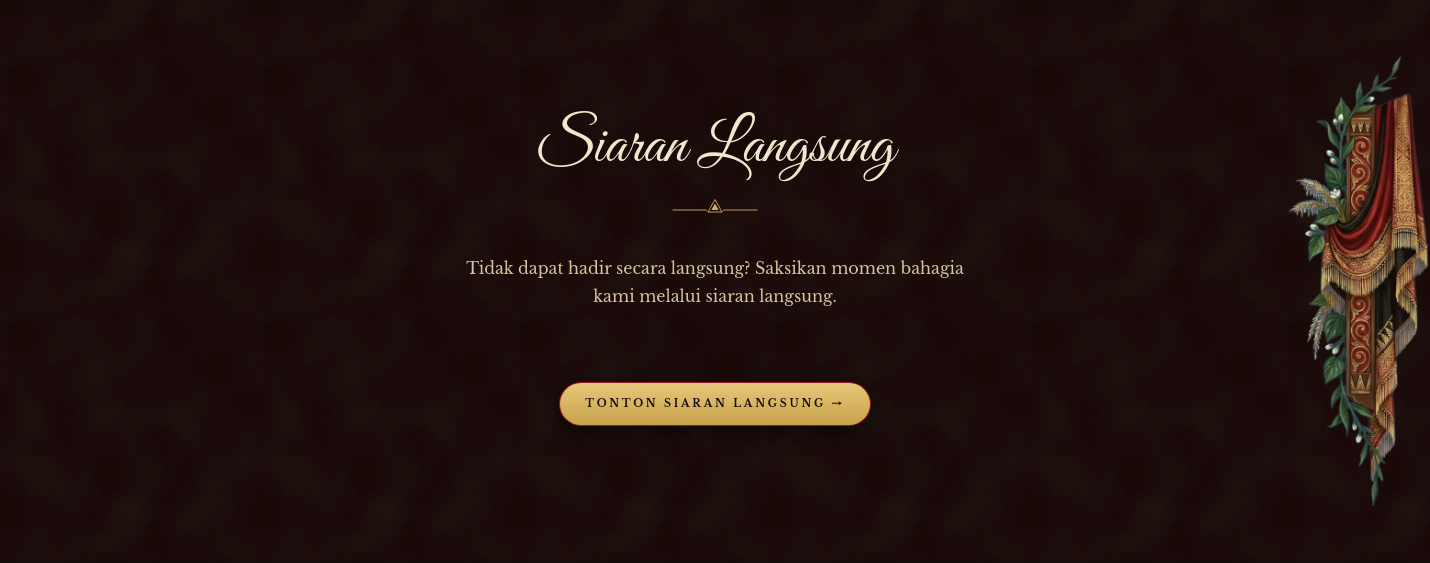 Siaran Langsung
Tidak dapat hadir secara langsung? Saksikan momen bahagia
kami melalui siaran langsung.
TONTON SIARAN LANGSUNG →